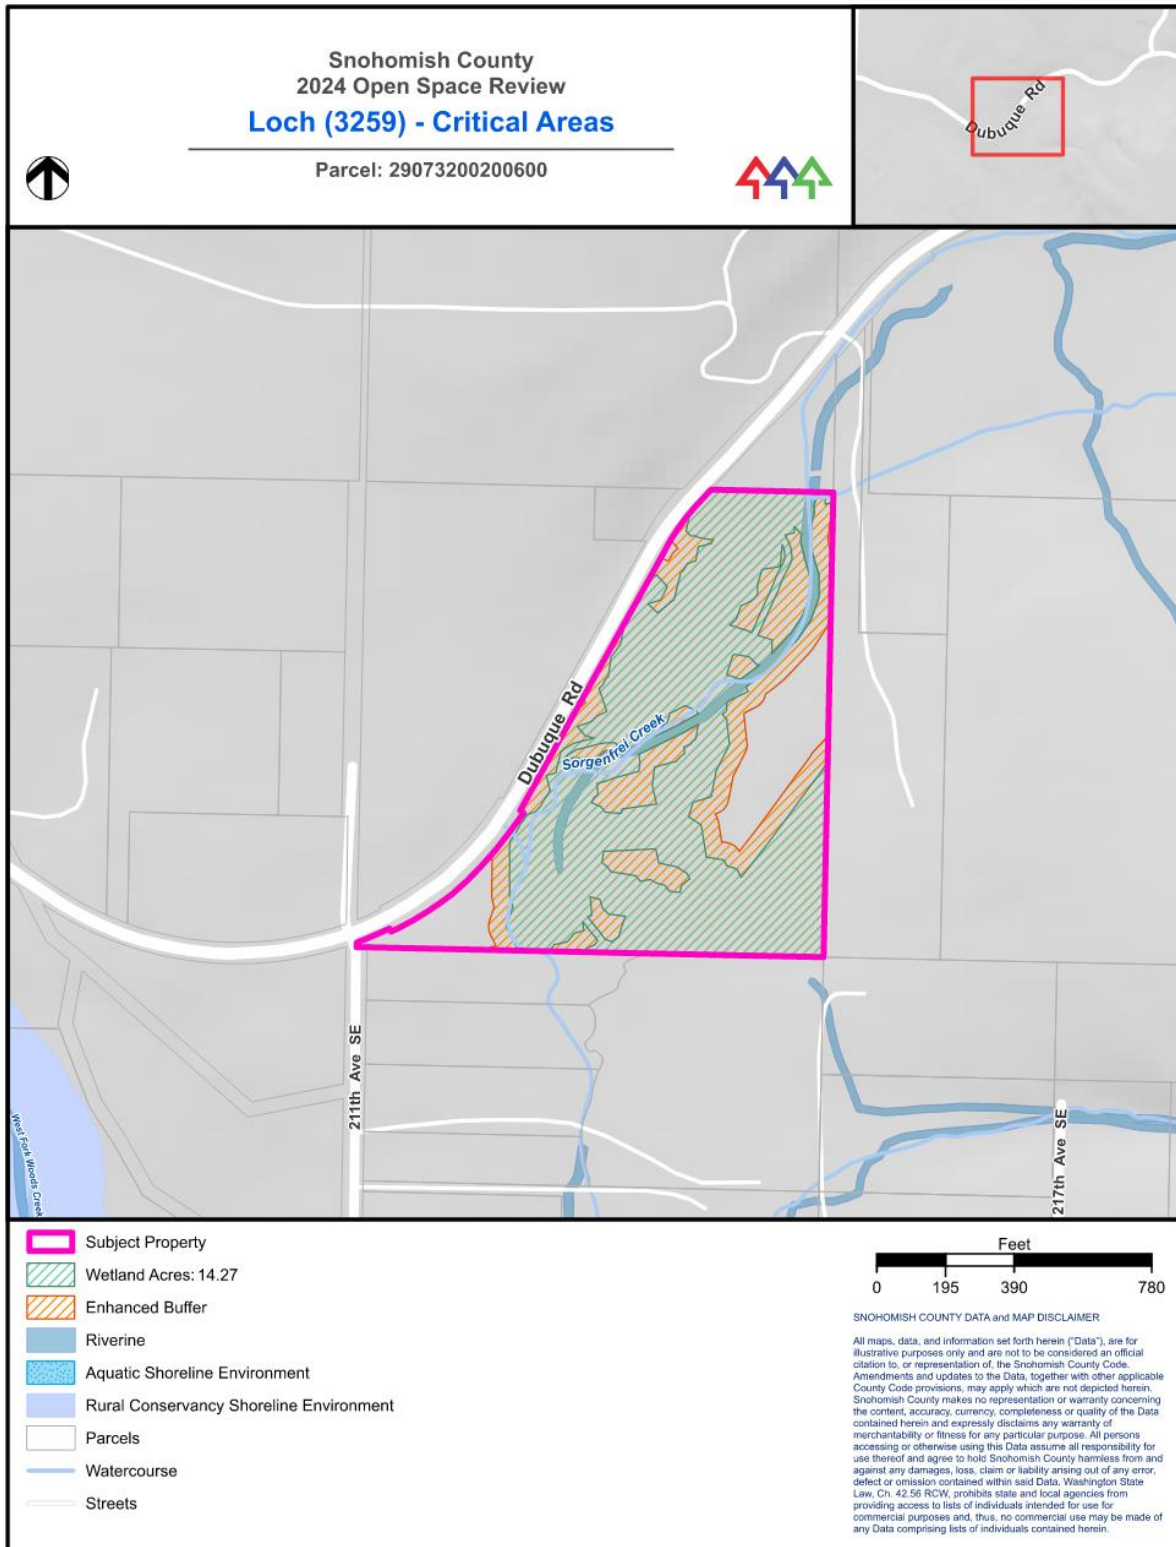 Snohomish County
2024 Open Space Review
Loch (3259) - Critical Areas
Parcel: 29073200200600
Dubuque Rd
Dubuque Rd
Sorgenfrei Creek
211th Ave SE
West Fork Woods Creek
217th Ave SE
Subject Property
Wetland Acres: 14.27
Enhanced Buffer
Riverine
Aquatic Shoreline Environment
Rural Conservancy Shoreline Environment
Parcels
Watercourse
Streets
Feet
0 195 390 780
SNOHOMISH COUNTY DATA and MAP DISCLAIMER
All maps, data, and information set forth herein ("Data"), are for
illustrative purposes only and are not to be considered an official
citation to, or representation of, the Snohomish County Code.
Amendments and updates to the Data, together with other applicable
County Code provisions, may apply which are not depicted herein.
Snohomish County makes no representation or warranty concerning
the content, accuracy, currency, completeness or quality of the Data
contained herein and expressly disclaims any warranty of
merchantability or fitness for any particular purpose. All persons
accessing or otherwise using this Data assume all responsibility for
use thereof and agree to hold Snohomish County harmless from and
against any damages, loss, claim or liability arising out of any error,
defect or omission contained within said Data. Washington State
Law, Ch. 42.56 RCW, prohibits state and local agencies from
providing access to lists of individuals intended for use for
commercial purposes and, thus, no commercial use may be made of
any Data comprising lists of individuals contained herein.